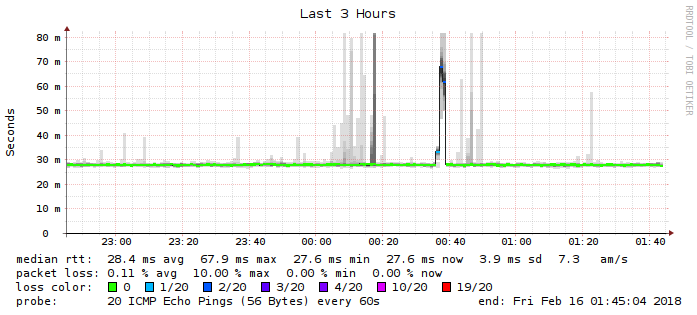 Last 3 Hours
RRDTOOL / TOBI OETIKER
Seconds
80 m
70 m
60 m
50 m
40 m
30 m
20 m
10 m
0
23:00 23:20 23:40 00:00 00:20 00:40 01:00 01:20 01:40
median rtt: 28.4 ms avg 67.9 ms max 27.6 ms min 27.6 ms now 3.9 ms sd 7.3 am/s
packet loss: 0.11 % avg 10.00 % max 0.00 % min 0.00 % now
loss color: 0 1/20 2/20 3/20 4/20 10/20 19/20
probe: 20 ICMP Echo Pings (56 Bytes) every 60s end: Fri Feb 16 01:45:04 2018